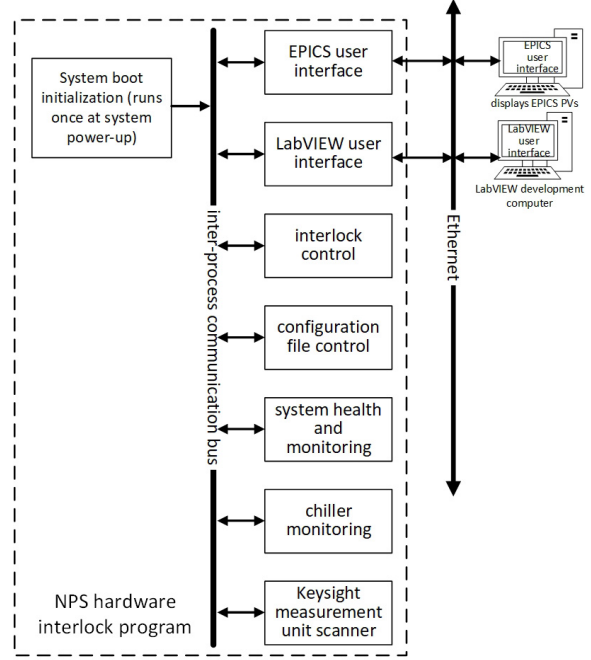 System boot
initialization (runs
once at system
power-up)
EPICS user
interface
LabVIEW user
interface
interlock
control
configuration
file control
system health
and
monitoring
chiller
monitoring
Keysight
measurement
unit scanner
inter-process communication bus
NPS hardware
interlock program
Ethernet
EPICS
user
interface
displays EPICS PVs
LabVIEW
user
interface
LabVIEW development
computer